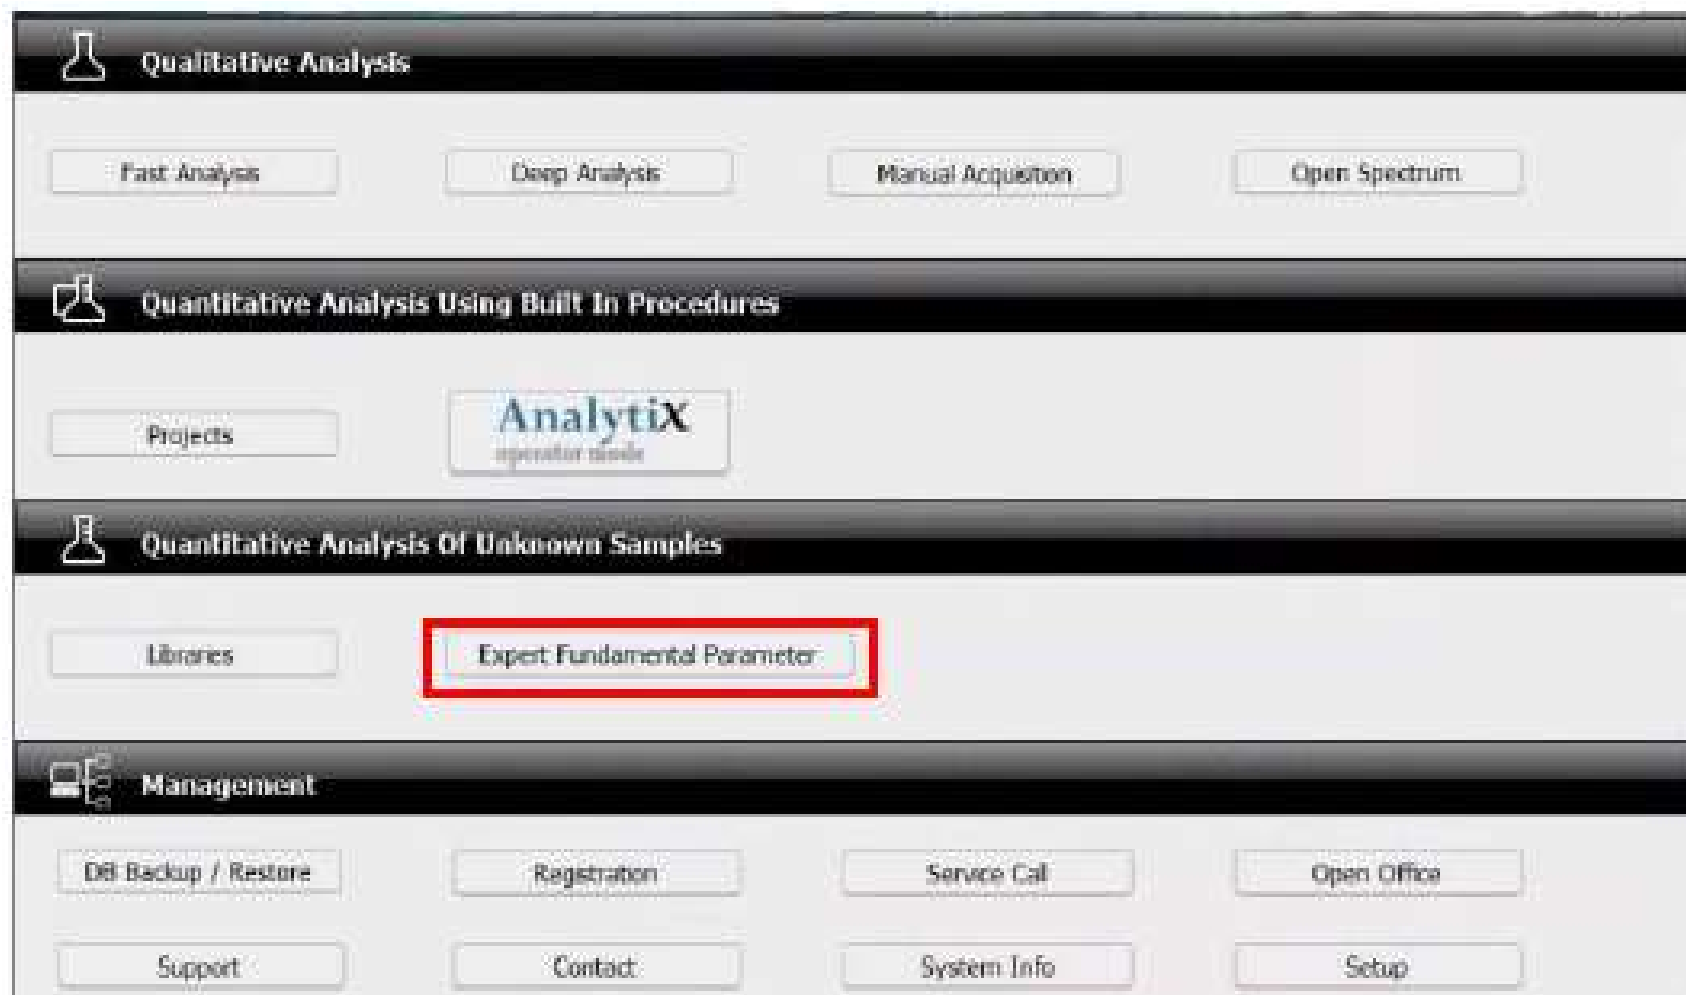 Qualitative Analysis
Fast Analysis
Deep Analysis
Manual Acquisition
Open Spectrum
Quantitative Analysis Using Built In Procedures
Projects
AnalytiX
operator mode
Quantitative Analysis Of Unknown Samples
Libraries
Expert Fundamental Parameter
Management
DB Backup / Restore
Registration
Service Call
Open Office
Support
Contact
System Info
Setup